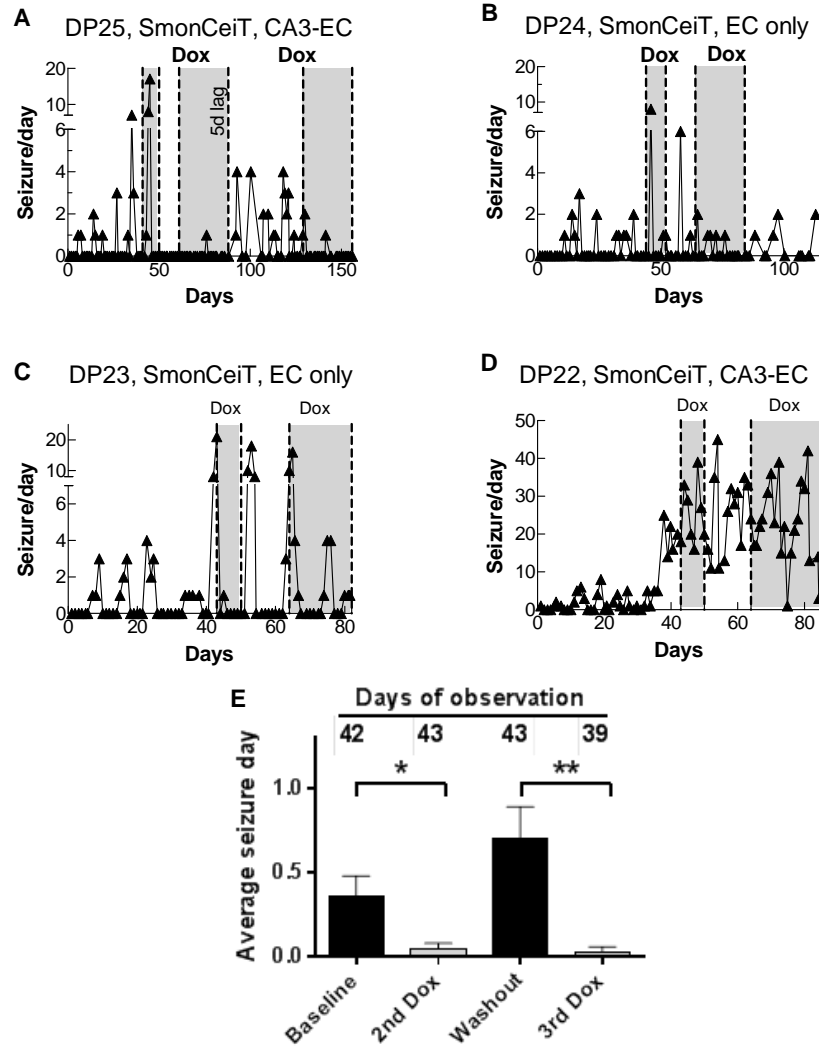 A
DP25, SmonCeiT, CA3-EC
Dox Dox
Seizure/day
20
10
6
4
2
0
5d lag
0 50 100 150
Days
B
DP24, SmonCeiT, EC only
Dox Dox
Seizure/day
20
10
6
4
2
0
0 50 100
Days
C
DP23, SmonCeiT, EC only
Dox Dox
Seizure/day
20
10
6
4
2
0
0 20 40 60 80
Days
D
DP22, SmonCeiT, CA3-EC
Dox Dox
Seizure/day
50
40
30
20
10
0
0 20 40 60 80
Days
E
Days of observation
42 43 43 39
* **
Average seizure day
1.0
0.5
0.0
Baseline
2nd Dox
Washout
3rd Dox